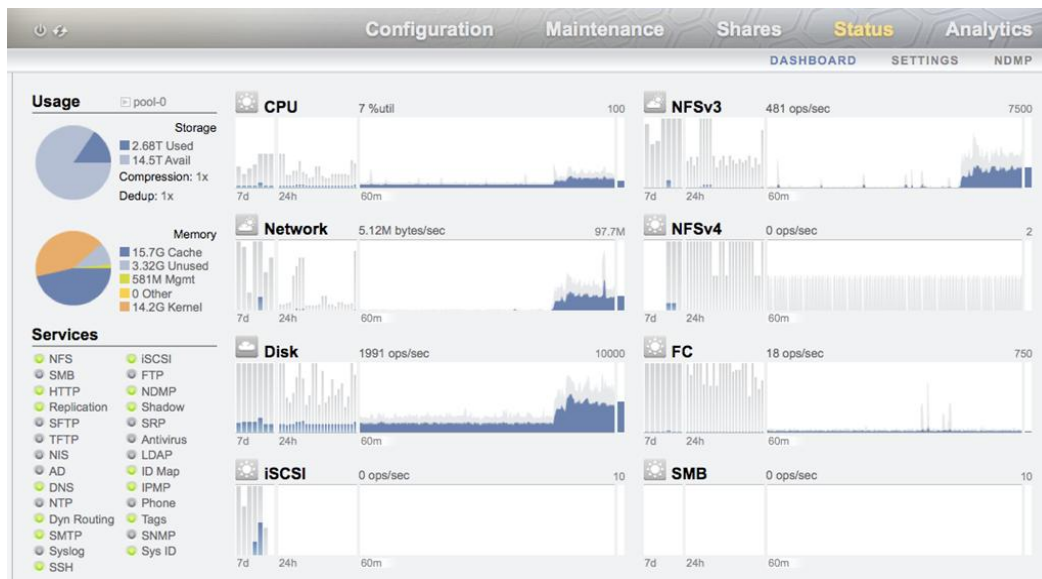 Configuration Maintenance Shares Status Analytics
DASHBOARD SETTINGS NDMP
Usage pool-0
Storage
2.68T Used
14.5T Avail
Compression: 1x
Dedup: 1x
Memory
15.7G Cache
3.32G Unused
581M Mgmt
0 Other
14.2G Kernel
Services
NFS iSCSI
SMB FTP
HTTP NDMP
Replication Shadow
SFTP SRP
TFTP Antivirus
NIS LDAP
AD ID Map
DNS IPMP
NTP Phone
Dyn Routing Tags
SMTP SNMP
Syslog Sys ID
SSH
CPU 7 %util 100
7d 24h 60m
NFSv3 481 ops/sec 7500
7d 24h 60m
Network 5.12M bytes/sec 97.7M
7d 24h 60m
NFSv4 0 ops/sec 2
7d 24h 60m
Disk 1991 ops/sec 10000
7d 24h 60m
FC 18 ops/sec 750
7d 24h 60m
iSCSI 0 ops/sec 10
7d 24h 60m
SMB 0 ops/sec 10
7d 24h 60m